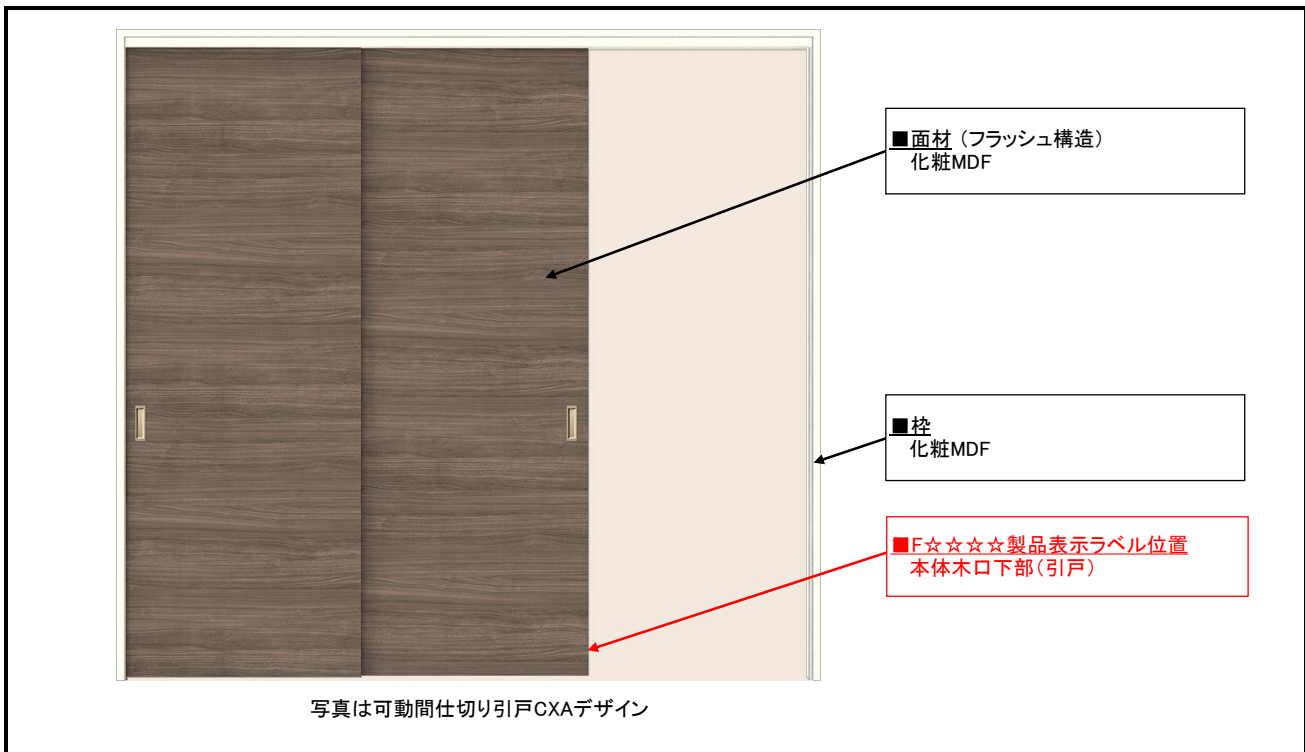 ■面材（フラッシュ構造）
化粧MDF
■枠
化粧MDF
■F☆☆☆☆製品表示ラベル位置
本体木口下部（引戸）
写真は可動間仕切り引戸CXAデザイン